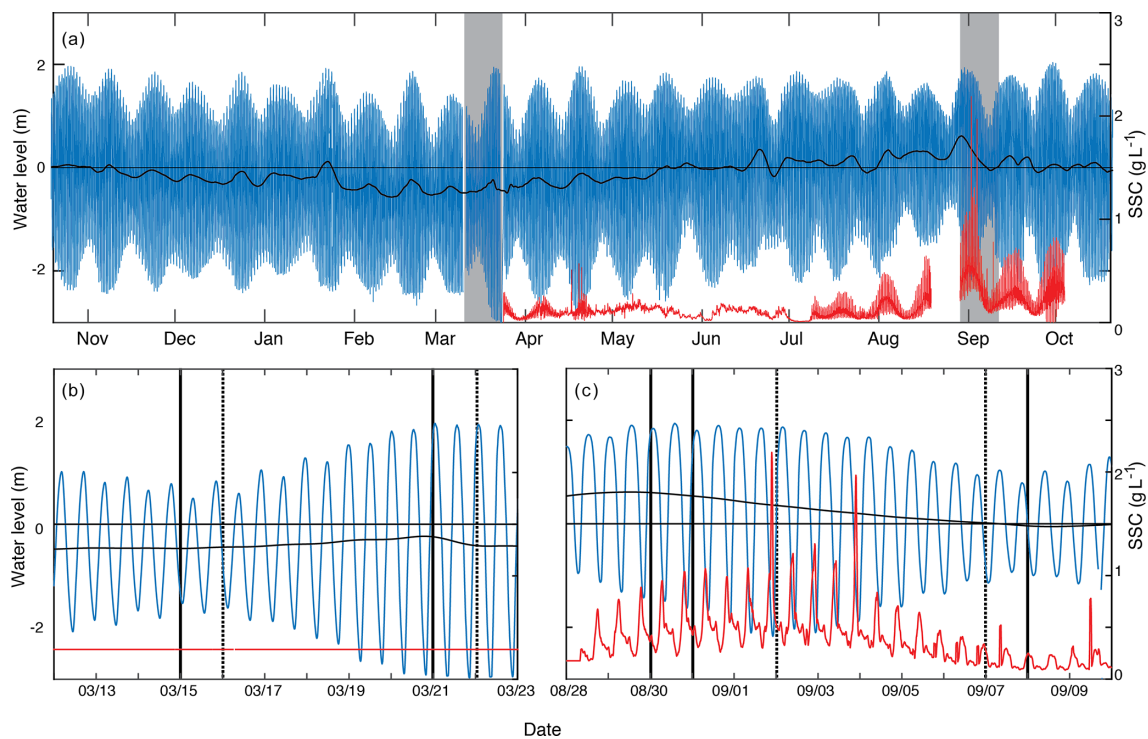 (a)
3
2
1
0
SSC (g L⁻¹)
2
0
-2
Water level (m)
Nov Dec Jan Feb Mar Apr May Jun Jul Aug Sep Oct
(b)
2
0
-2
Water level (m)
03/13 03/15 03/17 03/19 03/21 03/23
(c)
3
2
1
0
SSC (g L⁻¹)
08/28 08/30 09/01 09/03 09/05 09/07 09/09
Date